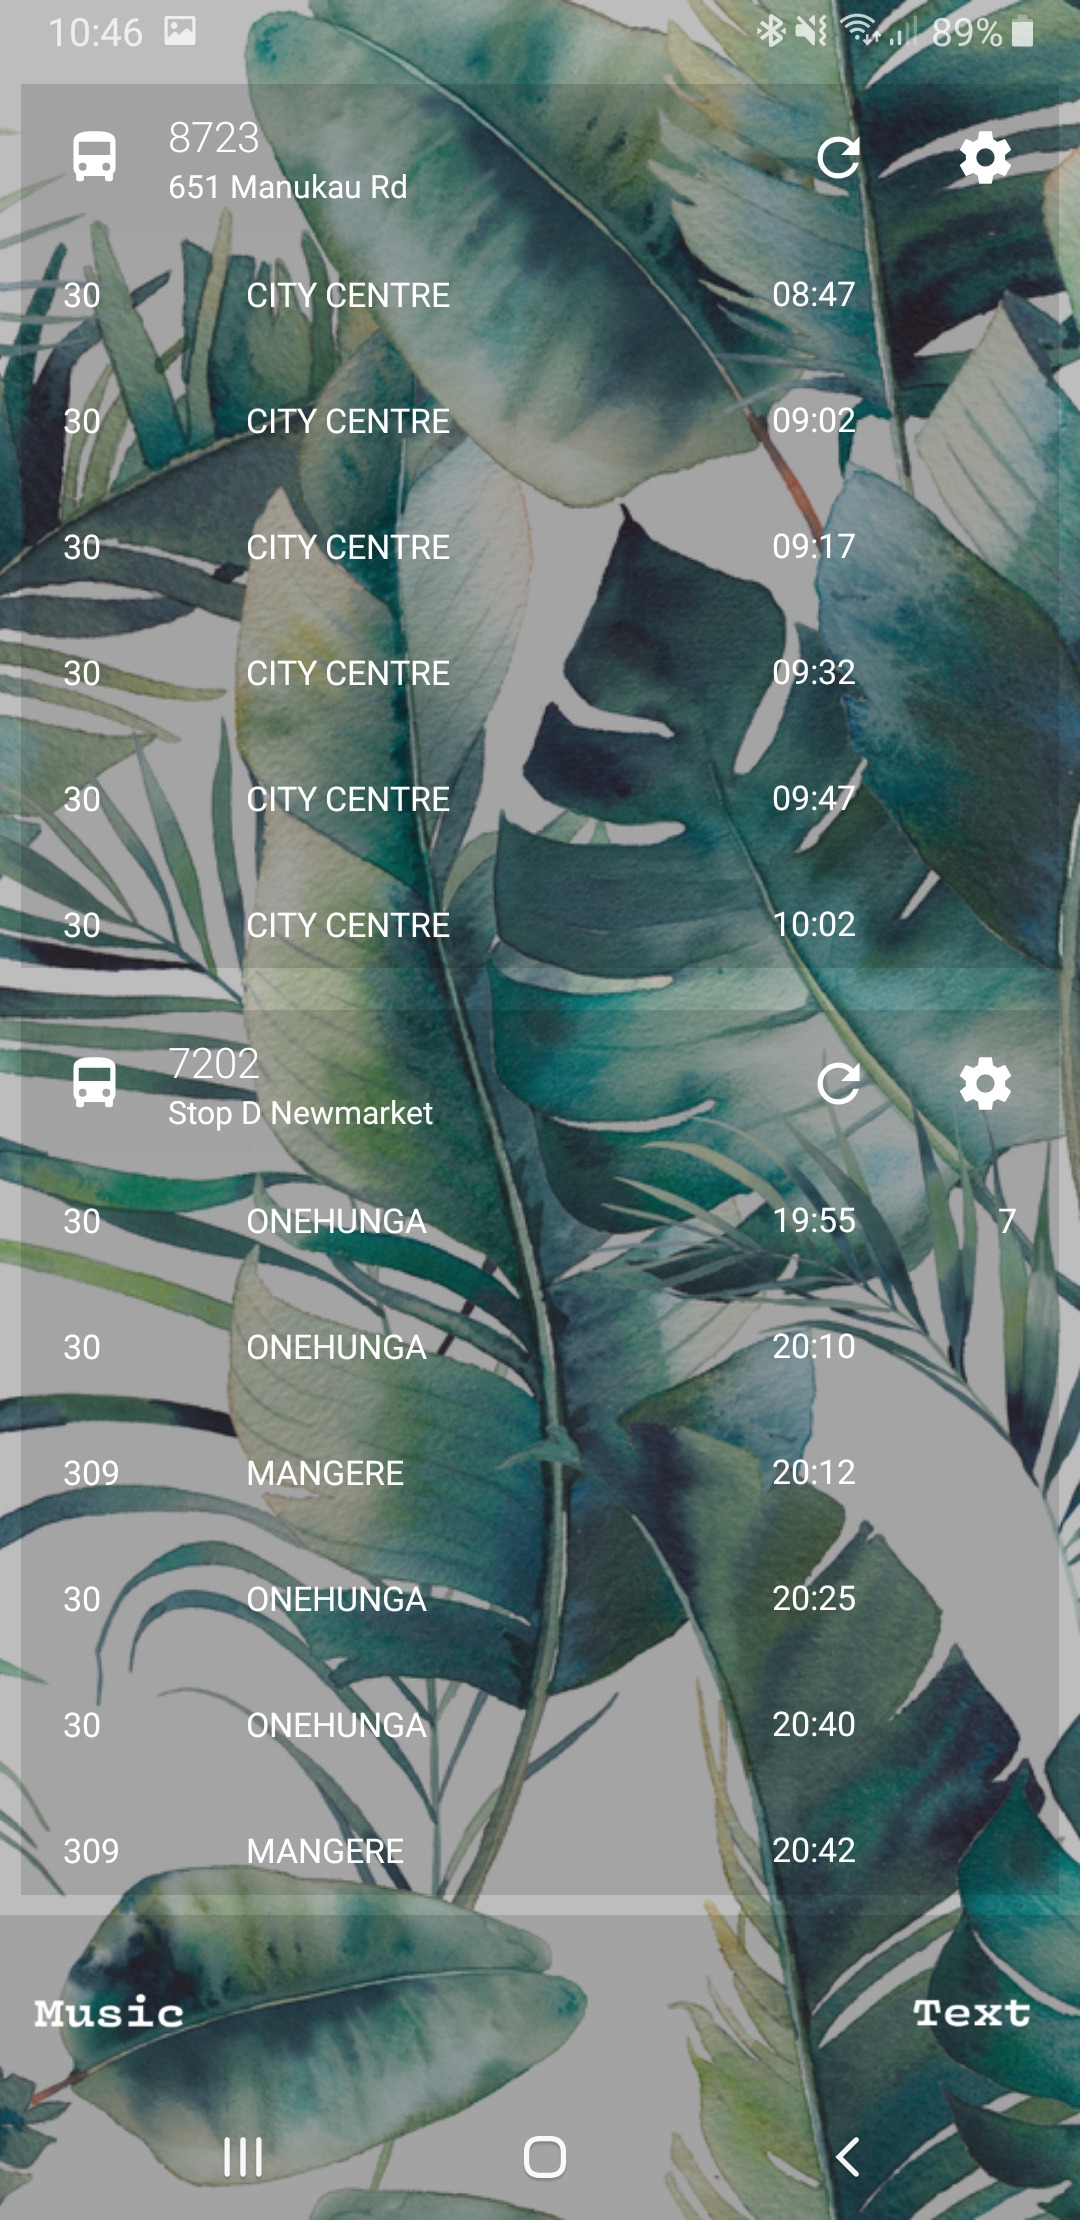 10:46 89%
8723
651 Manukau Rd
30 CITY CENTRE 08:47
30 CITY CENTRE 09:02
30 CITY CENTRE 09:17
30 CITY CENTRE 09:32
30 CITY CENTRE 09:47
30 CITY CENTRE 10:02
7202
Stop D Newmarket
30 ONEHUNGA 19:55 7
30 ONEHUNGA 20:10
309 MANGERE 20:12
30 ONEHUNGA 20:25
30 ONEHUNGA 20:40
309 MANGERE 20:42
Music Text